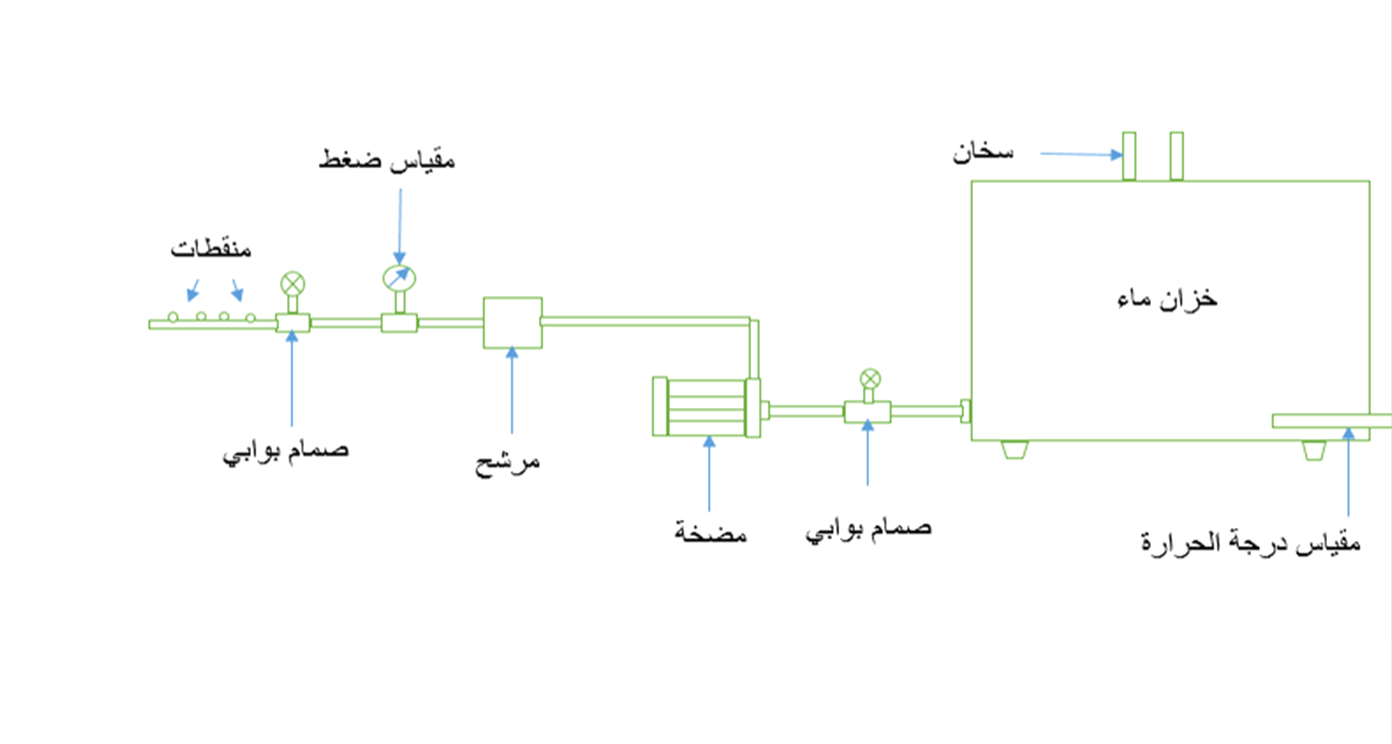 سخان
مقياس ضغط
منقطات
خزان ماء
صمام بوابي
مرشح
مضخة
صمام بوابي
مقياس درجة الحرارة